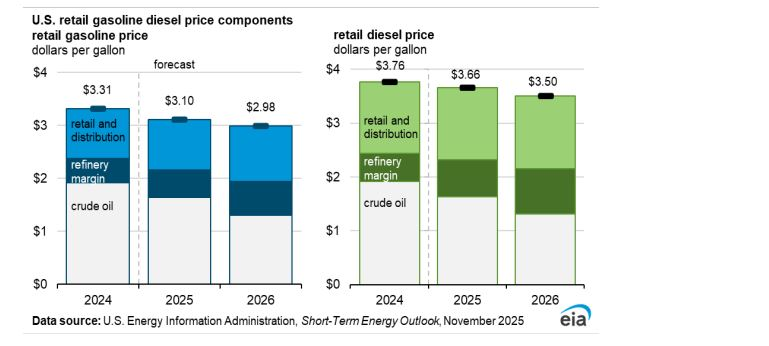 U.S. retail gasoline diesel price components
retail gasoline price
dollars per gallon
forecast
$4
$3
$2
$1
$0
$3.31
$3.10
$2.98
retail and
distribution
refinery
margin
crude oil
2024
2025
2026
retail diesel price
dollars per gallon
$4
$3
$2
$1
$0
$3.76
$3.66
$3.50
retail and
distribution
refinery
margin
crude oil
2024
2025
2026
Data source: U.S. Energy Information Administration, Short-Term Energy Outlook, November 2025
eia